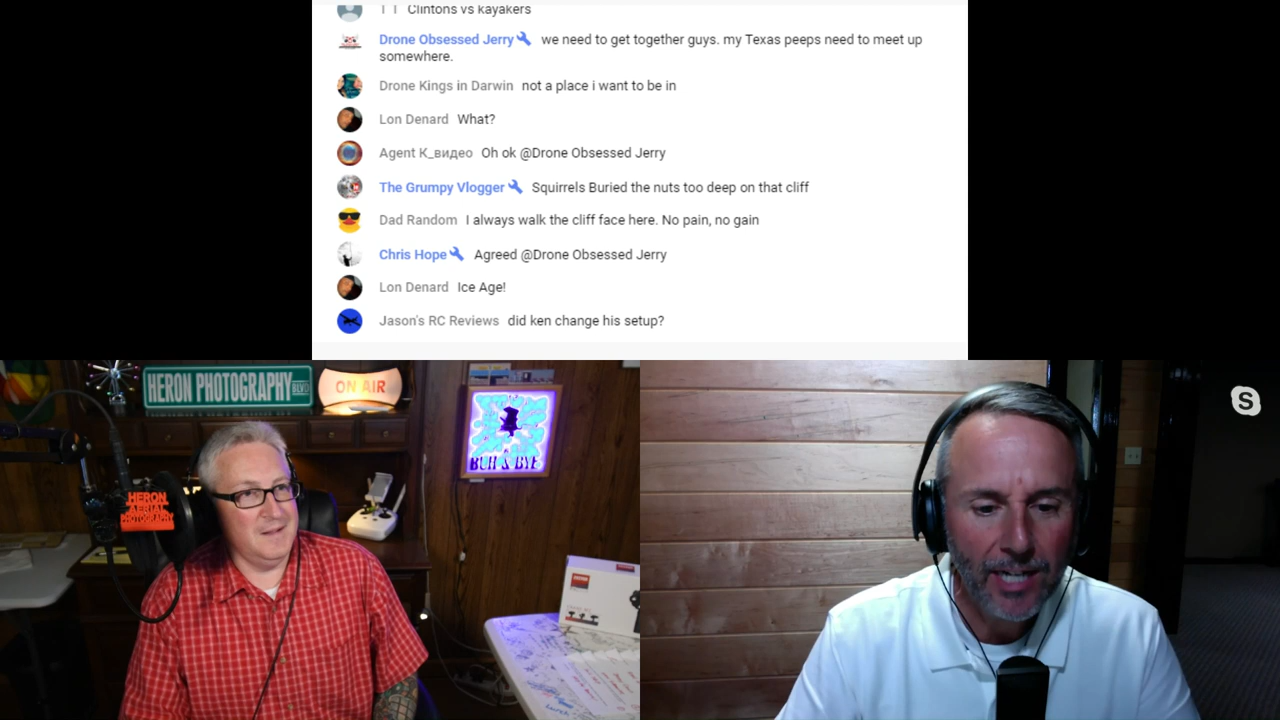 Clintons vs kayakers
Drone Obsessed Jerry we need to get together guys. my Texas peeps need to meet up
somewhere.
Drone Kings in Darwin not a place i want to be in
Lon Denard What?
Agent K_видео Oh ok @Drone Obsessed Jerry
The Grumpy Vlogger Squirrels Buried the nuts too deep on that cliff
Dad Random I always walk the cliff face here. No pain, no gain
Chris Hope Agreed @Drone Obsessed Jerry
Lon Denard Ice Age!
Jason's RC Reviews did ken change his setup?
HERON PHOTOGRAPHY BLVD
ON AIR
BUH BYE
HERON
AERIAL
PHOTOGRAPHY
S